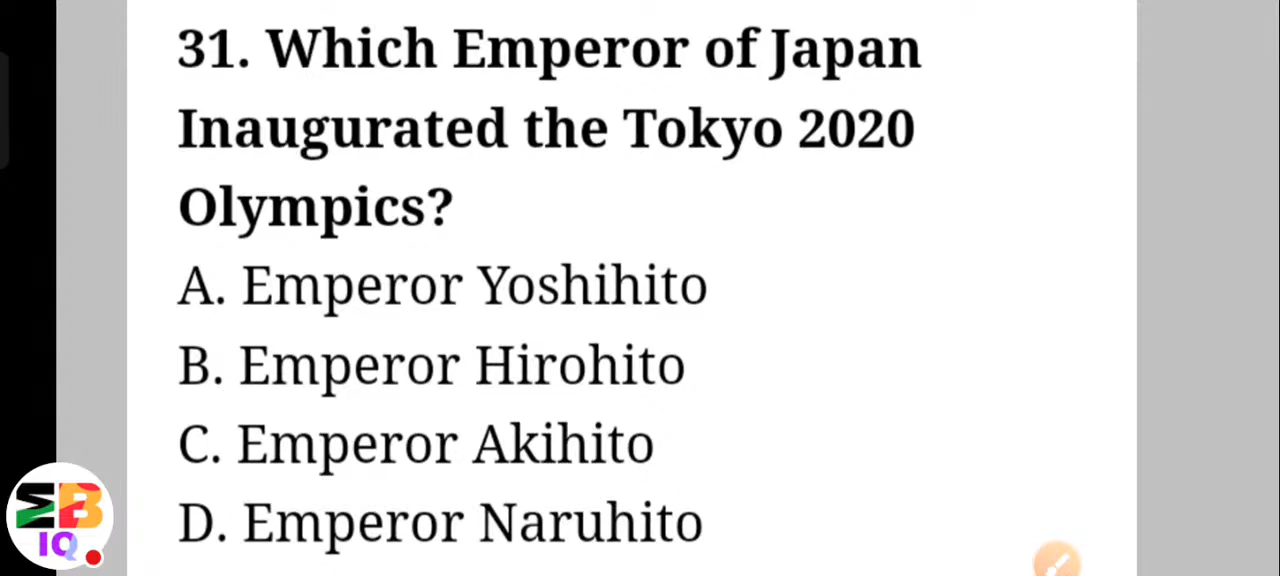 31. Which Emperor of Japan
Inaugurated the Tokyo 2020
Olympics?
A. Emperor Yoshihito
B. Emperor Hirohito
C. Emperor Akihito
D. Emperor Naruhito
IQ